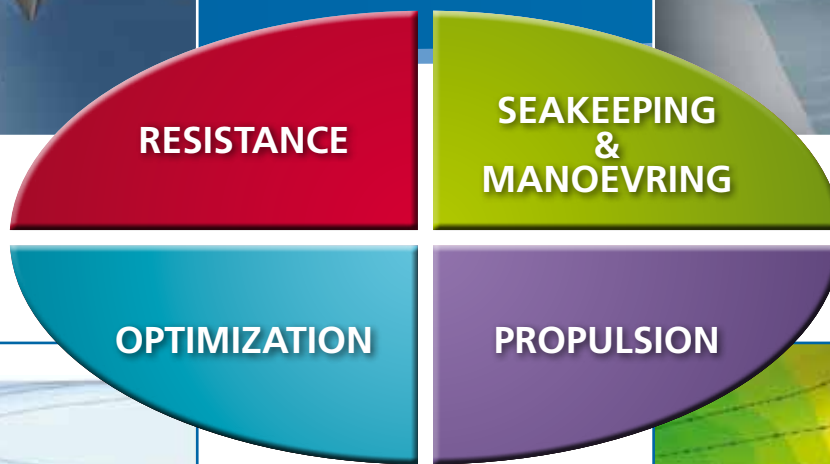 RESISTANCE
SEAKEEPING
&
MANOEVRING
OPTIMIZATION
PROPULSION